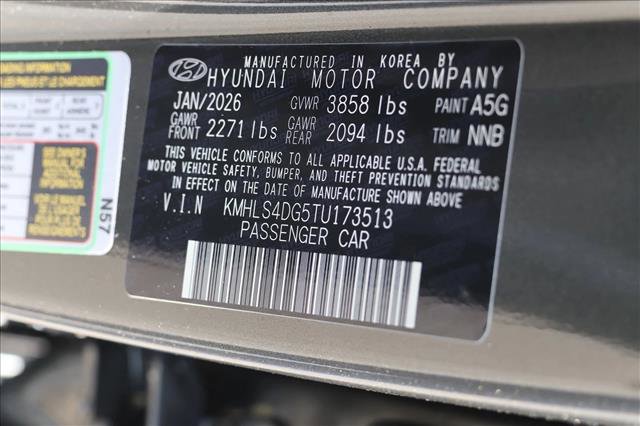 MANUFACTURED IN KOREA BY
HYUNDAI MOTOR COMPANY
JAN/2026 GVWR 3858 lbs PAINT A5G
GAWR FRONT 2271 lbs GAWR REAR 2094 lbs TRIM NNB
THIS VEHICLE CONFORMS TO ALL APPLICABLE U.S.A. FEDERAL
MOTOR VEHICLE SAFETY, BUMPER, AND THEFT PREVENTION STANDARDS
IN EFFECT ON THE DATE OF MANUFACTURE SHOWN ABOVE
V.I.N KMHLS4DG5TU173513
PASSENGER CAR
N57